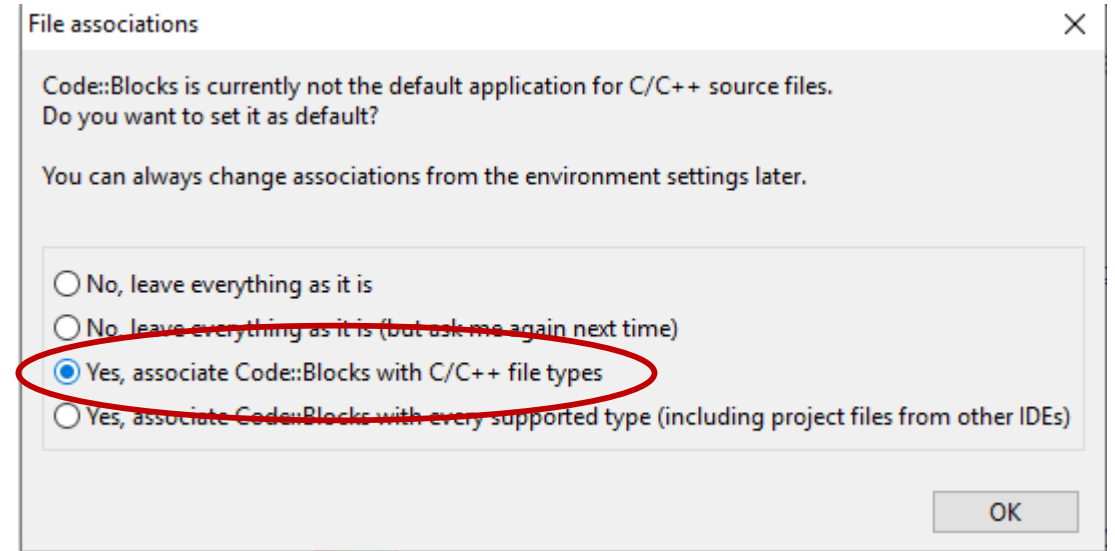 File associations
Code::Blocks is currently not the default application for C/C++ source files.
Do you want to set it as default?
You can always change associations from the environment settings later.
No, leave everything as it is
No, leave everything as it is (but ask me again next time)
Yes, associate Code::Blocks with C/C++ file types
Yes, associate Code::Blocks with every supported type (including project files from other IDEs)
OK